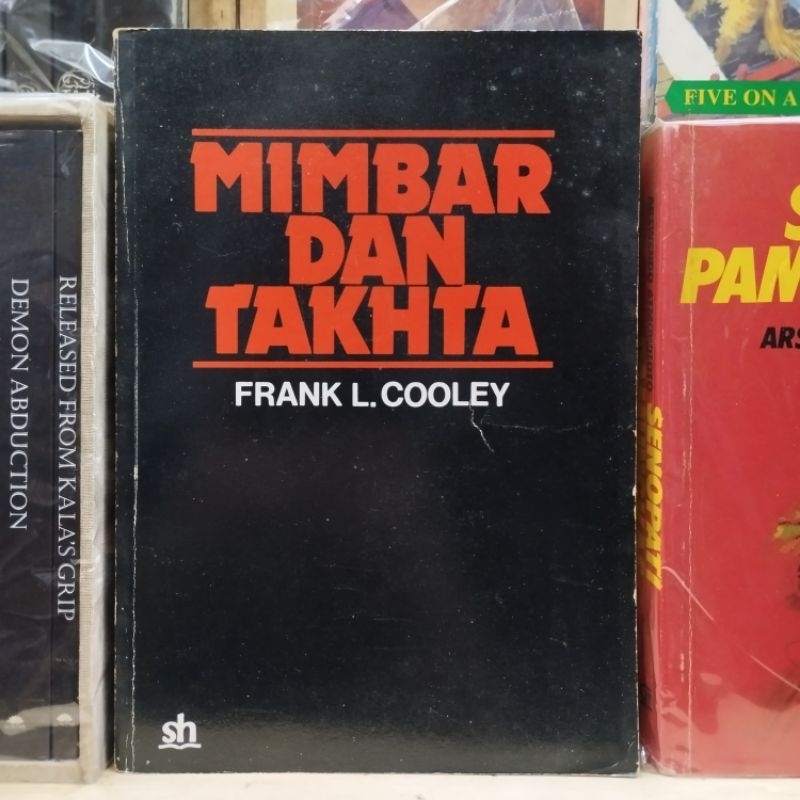 MIMBAR
DAN
TAKHTA
FRANK L. COOLEY
sh
RELEASED FROM KALA'S GRIP
DEMON ABDUCTION
FIVE ON A
S
PAM
ARS
SENOPATI